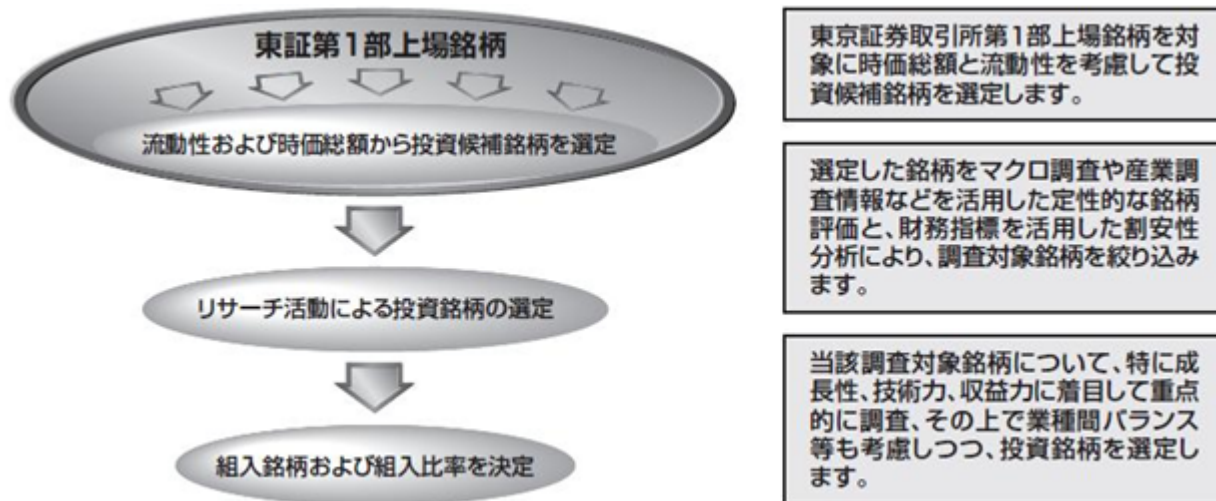 東証第1部上場銘柄
流動性および時価総額から投資候補銘柄を選定
リサーチ活動による投資銘柄の選定
組入銘柄および組入比率を決定
東京証券取引所第1部上場銘柄を対
象に時価総額と流動性を考慮して投
資候補銘柄を選定します。
選定した銘柄をマクロ調査や産業調
査情報などを活用した定性的な銘柄
評価と、財務指標を活用した割安性
分析により、調査対象銘柄を絞り込み
ます。
当該調査対象銘柄について、特に成
長性、技術力、収益力に着目して重点
的に調査、その上で業種間バランス
等も考慮しつつ、投資銘柄を選定し
ます。